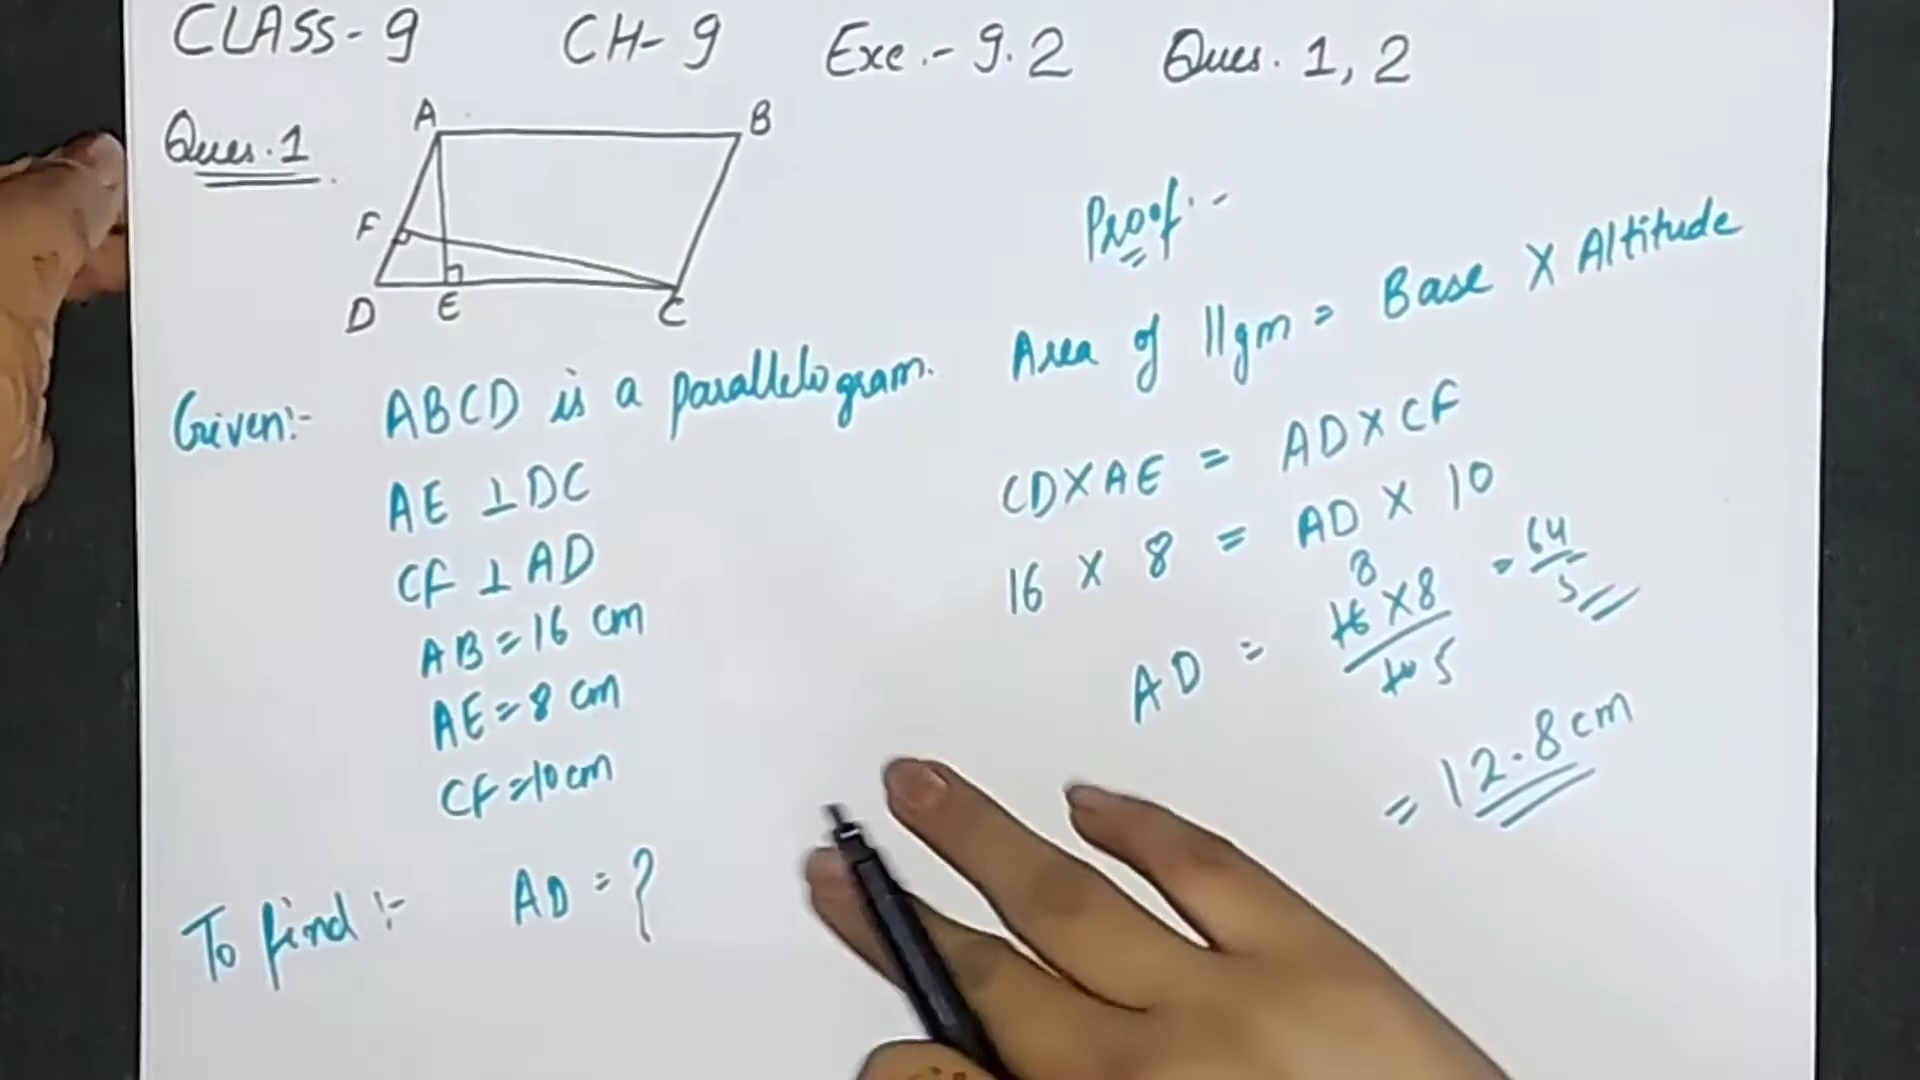 CLASS- 9 CH- 9 Exe.- 9.2 Ques. 1, 2
Ques. 1
A B
F
D E C
Given:- ABCD is a parallelogram.
AE ⊥ DC
CF ⊥ AD
AB = 16 cm
AE = 8 cm
CF = 10 cm
To find :- AD = ?
Proof :-
Area of ||gm = Base X Altitude
CD X AE = AD X CF
16 X 8 = AD X 10
8
AD = 16 X 8 / 10 5 = 64 / 5
= 12.8 cm